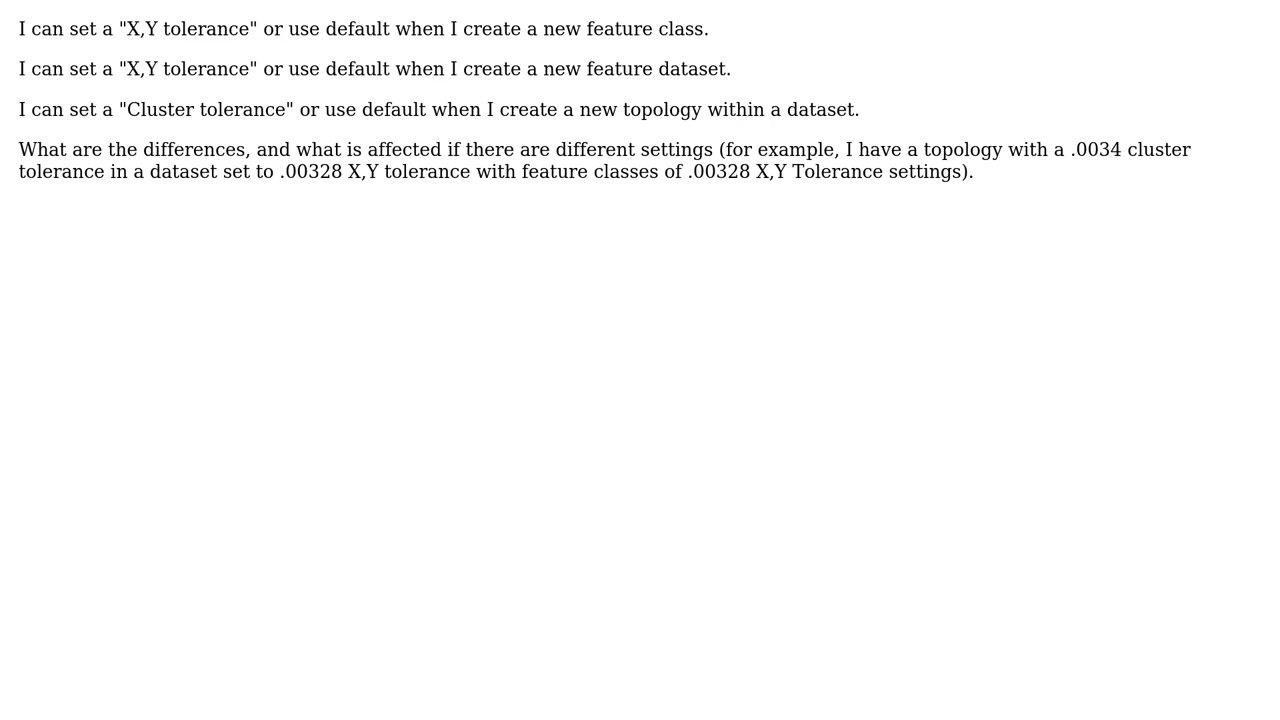 I can set a "X,Y tolerance" or use default when I create a new feature class.
I can set a "X,Y tolerance" or use default when I create a new feature dataset.
I can set a "Cluster tolerance" or use default when I create a new topology within a dataset.
What are the differences, and what is affected if there are different settings (for example, I have a topology with a .0034 cluster
tolerance in a dataset set to .00328 X,Y tolerance with feature classes of .00328 X,Y Tolerance settings).